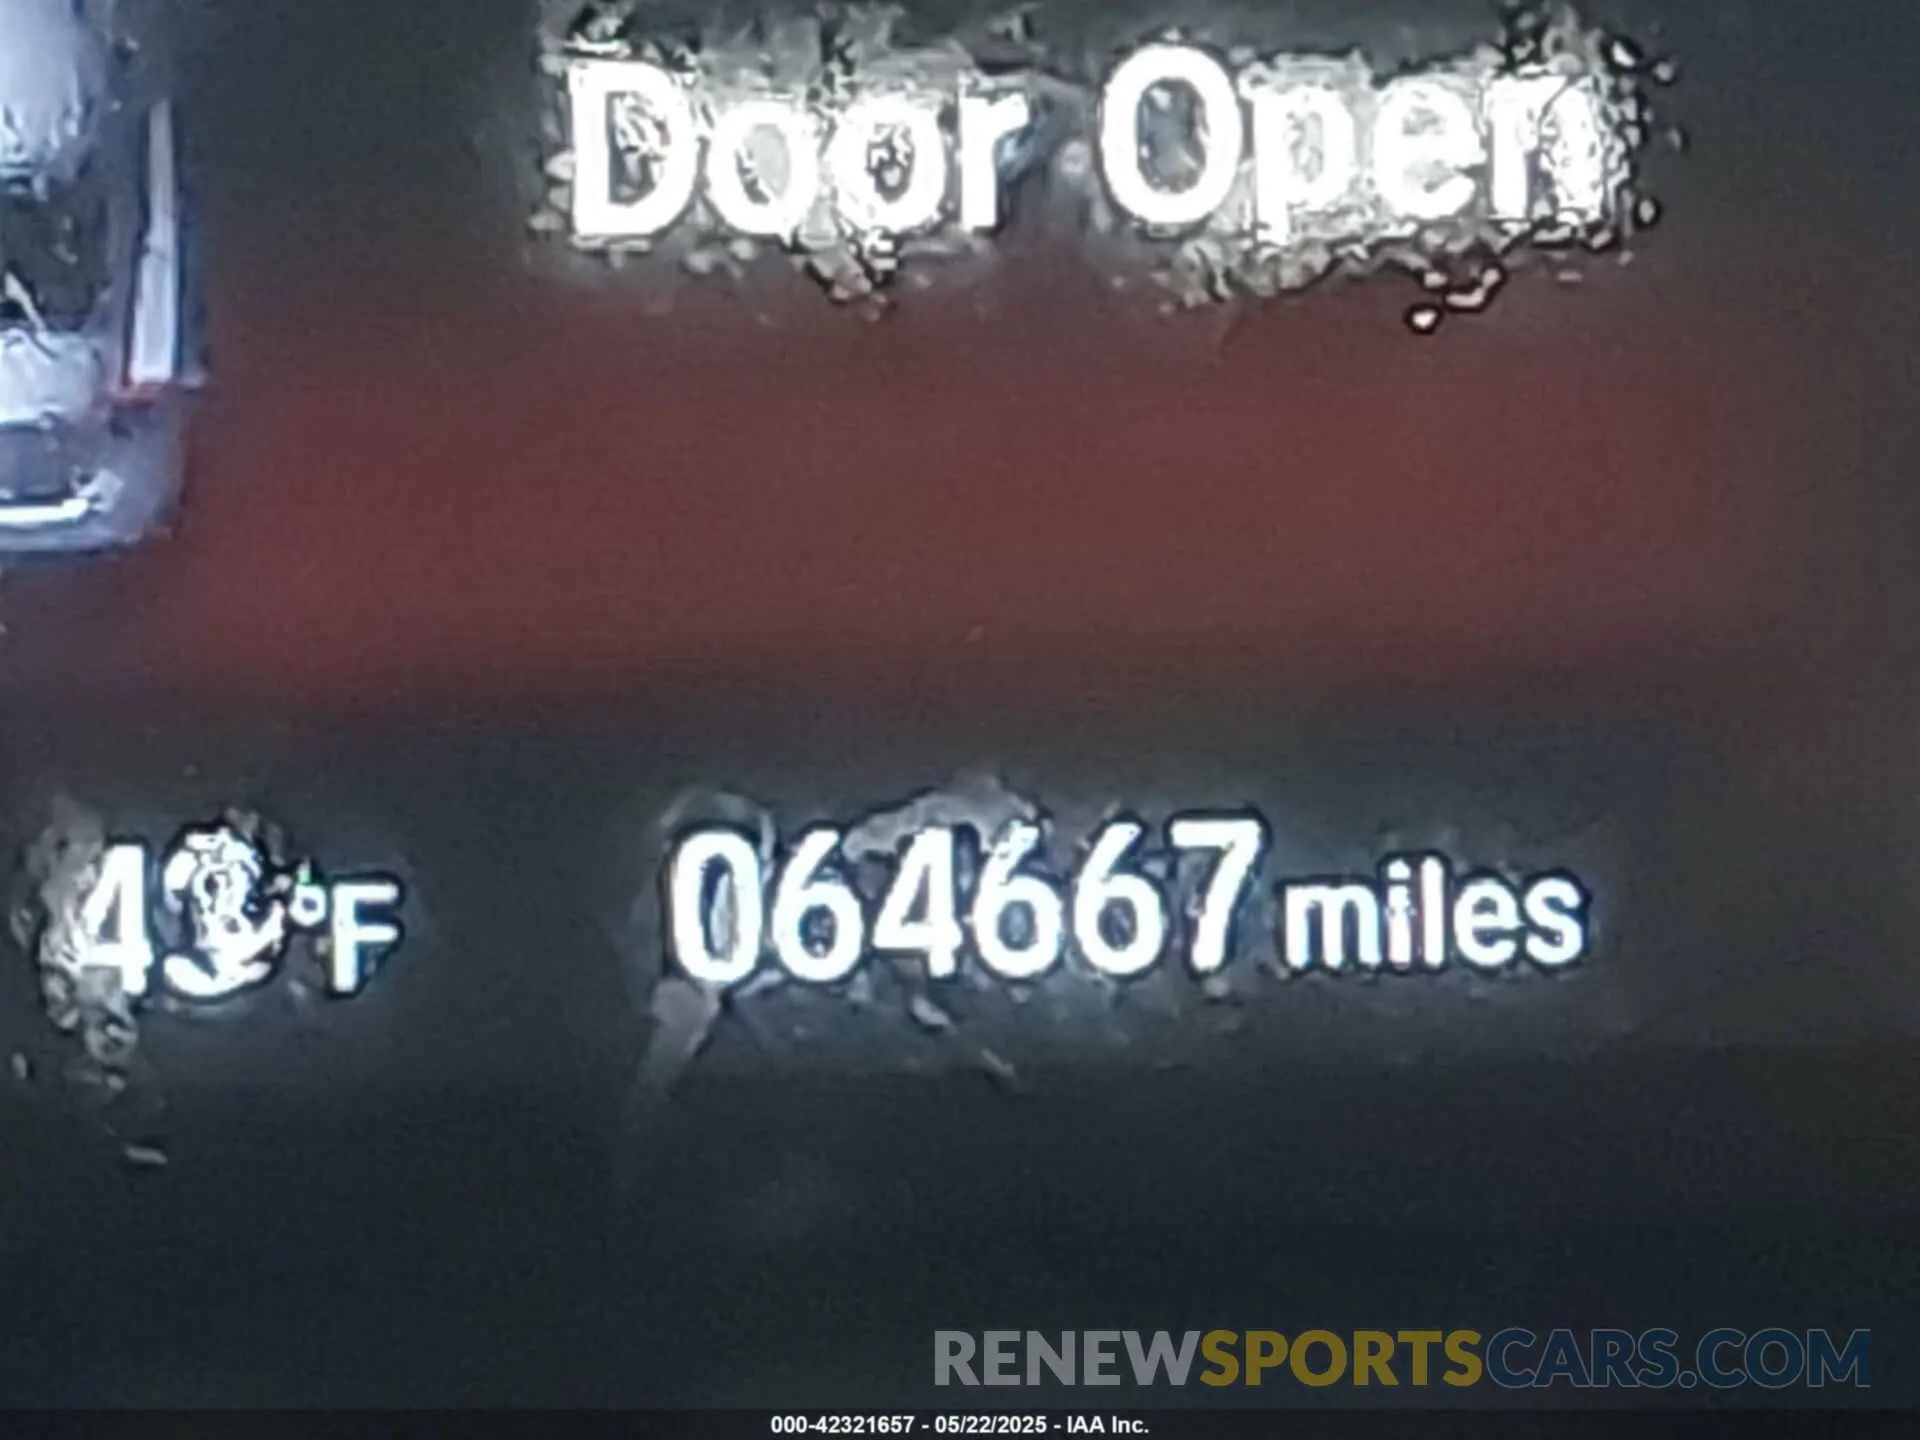 Door Open
064667 miles
RENEWSPORTSCARS.COM
000-42321657 - 05/22/2025 - IAA Inc.